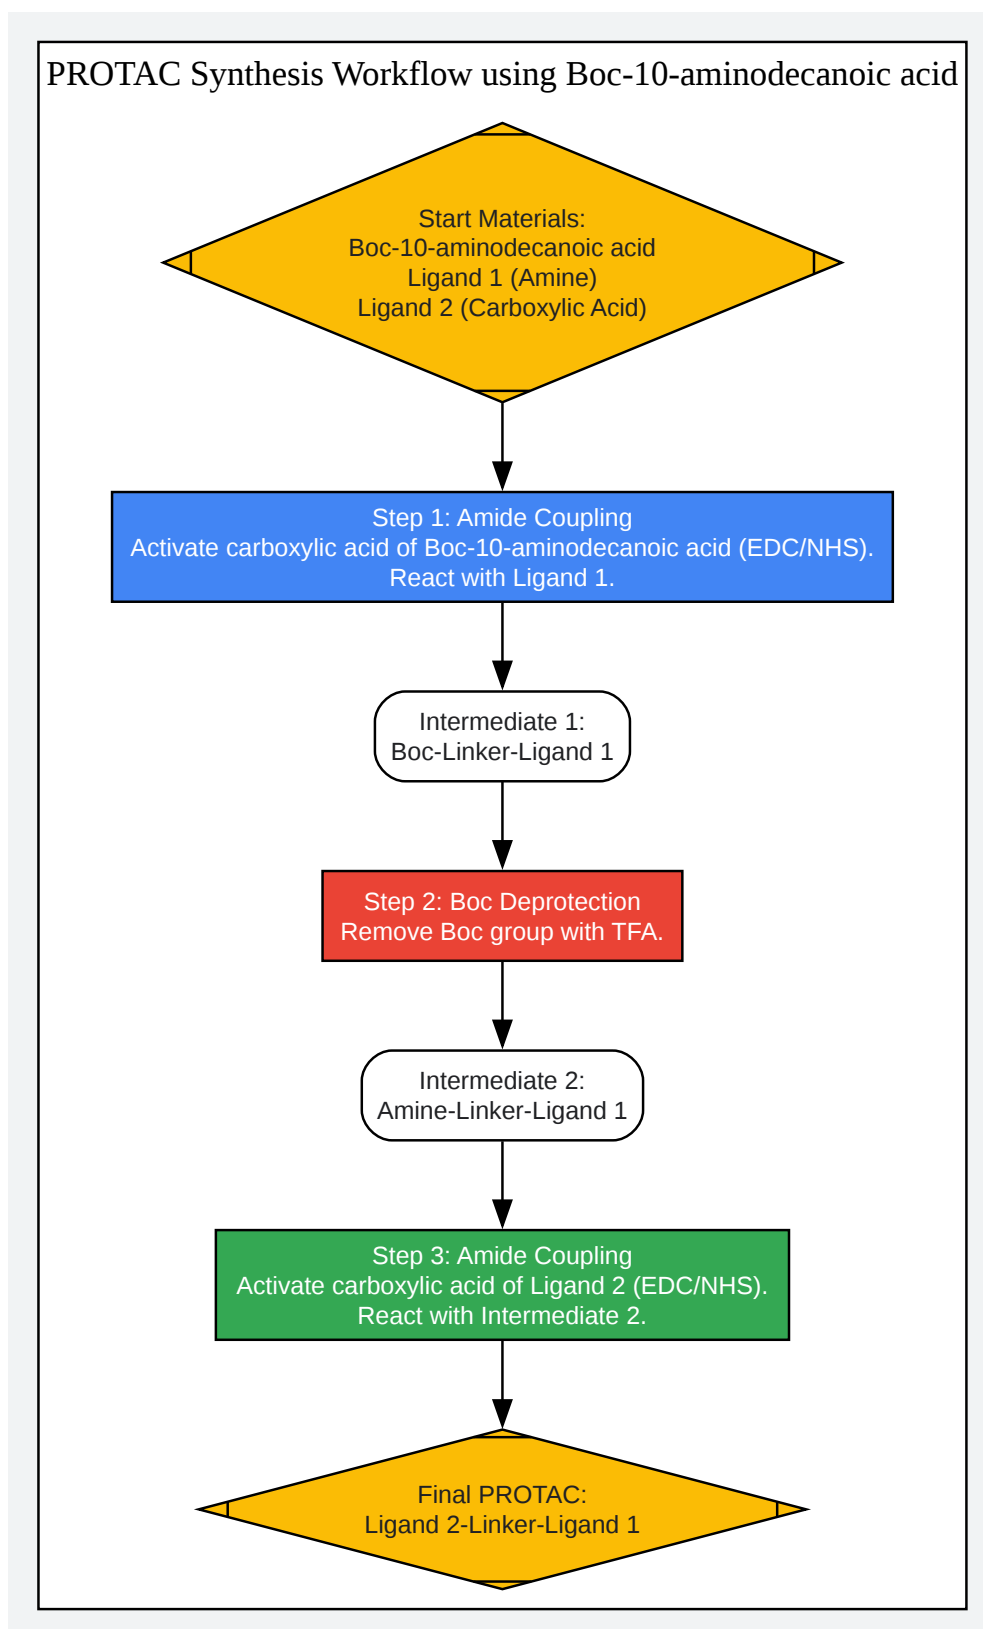 PROTAC Synthesis Workflow using Boc-10-aminodecanoic acid
Start Materials:
Boc-10-aminodecanoic acid
Ligand 1 (Amine)
Ligand 2 (Carboxylic Acid)
Step 1: Amide Coupling
Activate carboxylic acid of Boc-10-aminodecanoic acid (EDC/NHS).
React with Ligand 1.
Intermediate 1:
Boc-Linker-Ligand 1
Step 2: Boc Deprotection
Remove Boc group with TFA.
Intermediate 2:
Amine-Linker-Ligand 1
Step 3: Amide Coupling
Activate carboxylic acid of Ligand 2 (EDC/NHS).
React with Intermediate 2.
Final PROTAC:
Ligand 2-Linker-Ligand 1